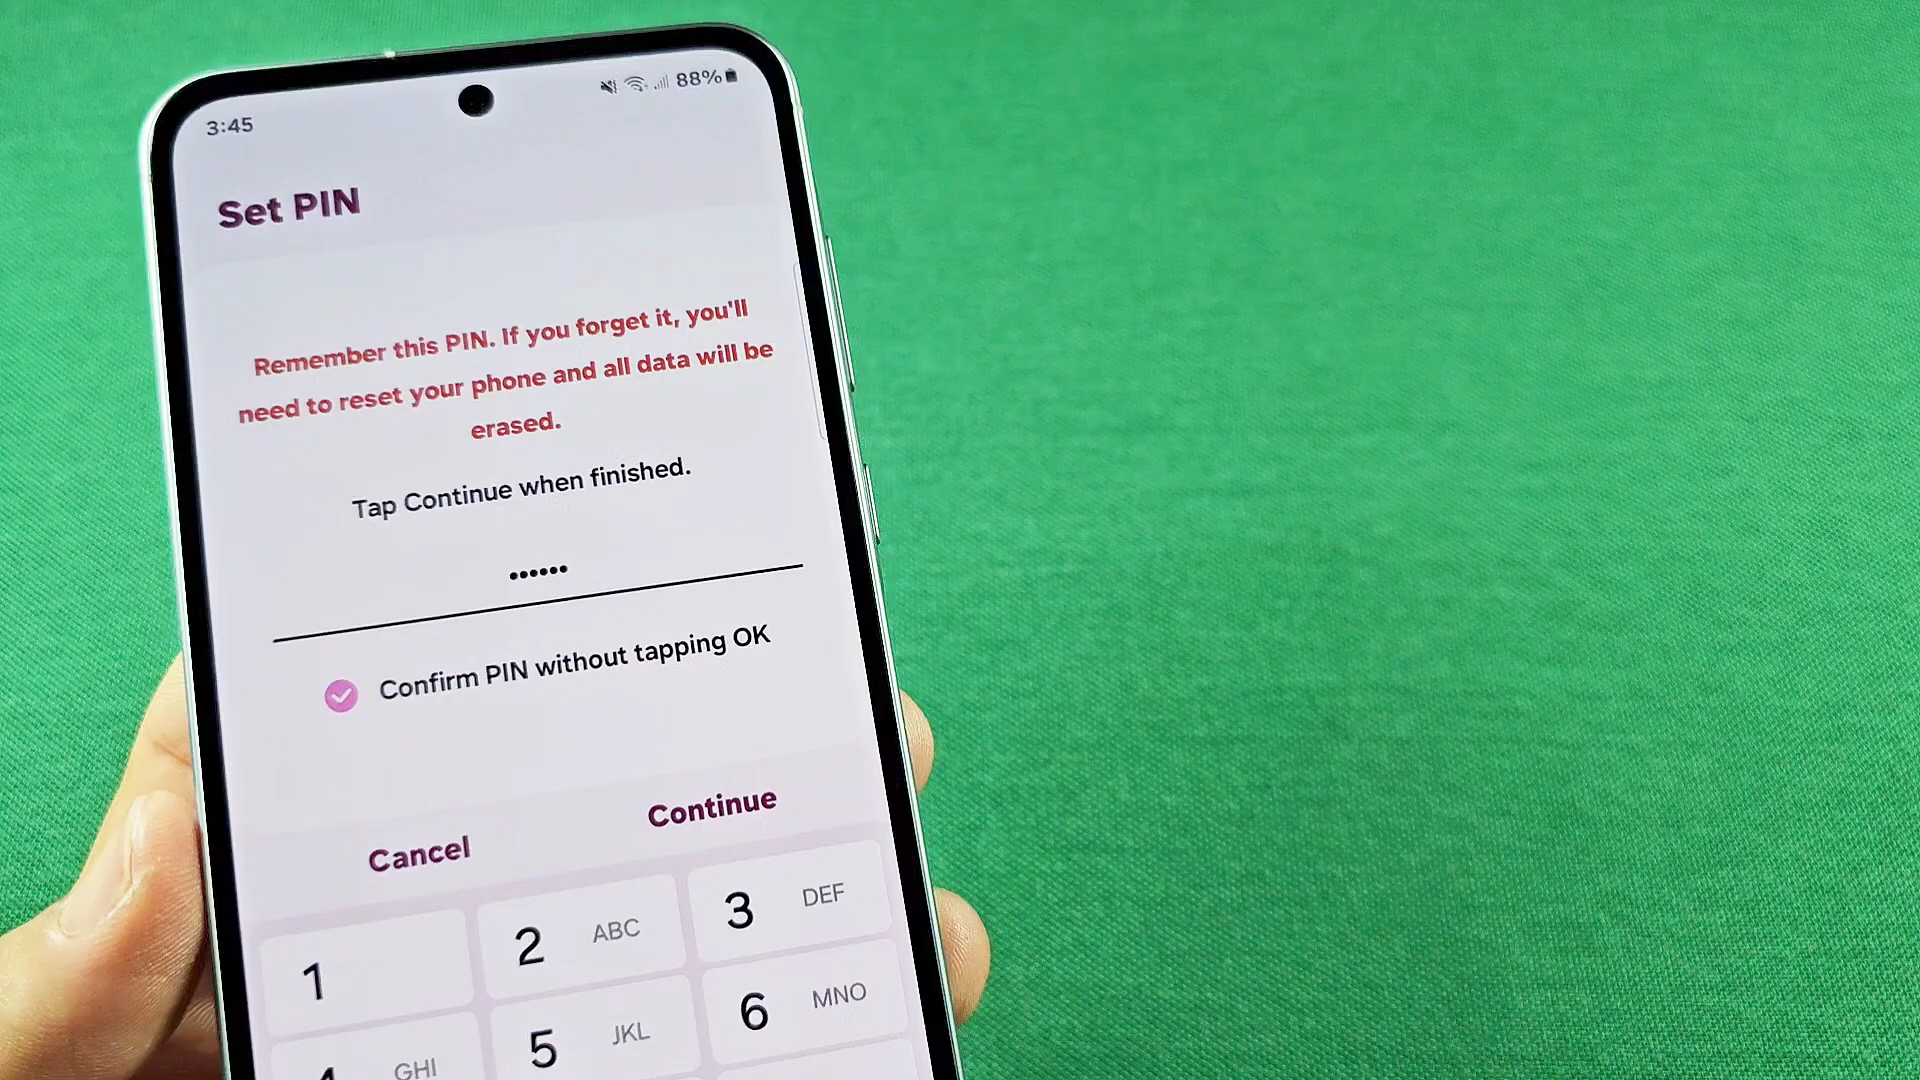 3:45
88%
Set PIN
Remember this PIN. If you forget it, you'll
need to reset your phone and all data will be
erased.
Tap Continue when finished.
••••••
Confirm PIN without tapping OK
Cancel
Continue
1
2 ABC
3 DEF
4 GHI
5 JKL
6 MNO